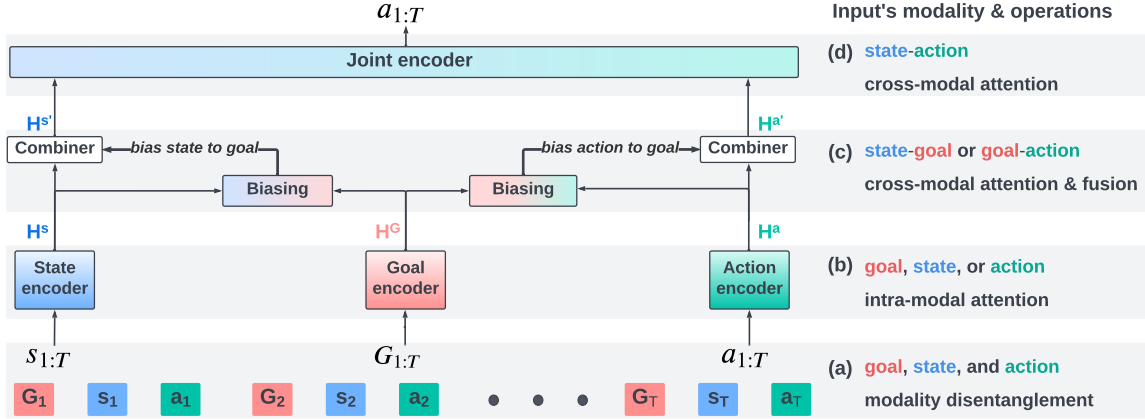 a1:T
Input's modality & operations
Joint encoder
(d) state-action
cross-modal attention
Hs'
Ha'
Combiner
bias state to goal
bias action to goal
Combiner
(c) state-goal or goal-action
cross-modal attention & fusion
Biasing
Biasing
Hs
HG
Ha
State
encoder
Goal
encoder
Action
encoder
(b) goal, state, or action
intra-modal attention
s1:T
G1:T
a1:T
(a) goal, state, and action
modality disentanglement
G1 s1 a1 G2 s2 a2 • • • GT sT aT